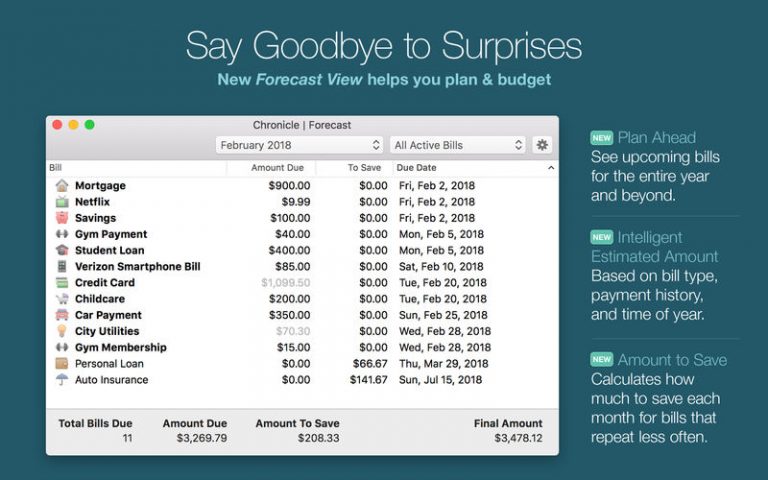 Say Goodbye to Surprises
New Forecast View helps you plan & budget
Chronicle | Forecast
February 2018 All Active Bills
Bill Amount Due To Save Due Date
Mortgage $900.00 $0.00 Fri, Feb 2, 2018
Netflix $9.99 $0.00 Fri, Feb 2, 2018
Savings $100.00 $0.00 Fri, Feb 2, 2018
Gym Payment $40.00 $0.00 Mon, Feb 5, 2018
Student Loan $400.00 $0.00 Mon, Feb 5, 2018
Verizon Smartphone Bill $85.00 $0.00 Sat, Feb 10, 2018
Credit Card $1,099.50 $0.00 Tue, Feb 20, 2018
Childcare $200.00 $0.00 Tue, Feb 20, 2018
Car Payment $350.00 $0.00 Sun, Feb 25, 2018
City Utilities $70.30 $0.00 Wed, Feb 28, 2018
Gym Membership $15.00 $0.00 Wed, Feb 28, 2018
Personal Loan $0.00 $66.67 Thu, Mar 29, 2018
Auto Insurance $0.00 $141.67 Sun, Jul 15, 2018
Total Bills Due Amount Due Amount To Save Final Amount
11 $3,269.79 $208.33 $3,478.12
NEW Plan Ahead
See upcoming bills
for the entire year
and beyond.
NEW Intelligent
Estimated Amount
Based on bill type,
payment history,
and time of year.
NEW Amount to Save
Calculates how
much to save each
month for bills that
repeat less often.